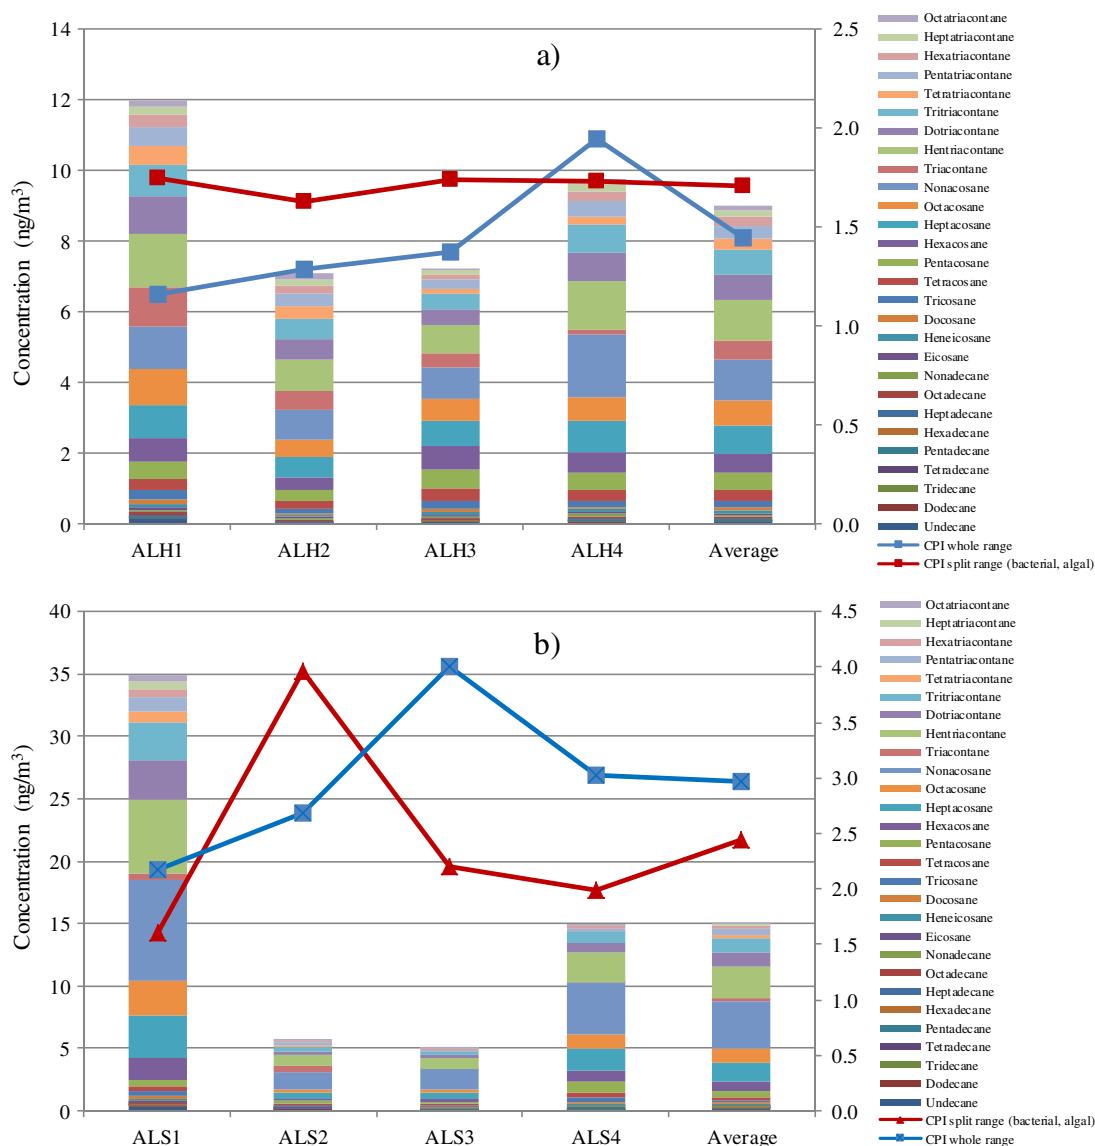 a)
Concentration (ng/m3)
14
12
10
8
6
4
2
0
2.5
2.0
1.5
1.0
0.5
0.0
ALH1 ALH2 ALH3 ALH4 Average
Octatriacontane
Heptatriacontane
Hexatriacontane
Pentatriacontane
Tetratriacontane
Tritriacontane
Dotriacontane
Hentriacontane
Triacontane
Nonacosane
Octacosane
Heptacosane
Hexacosane
Pentacosane
Tetracosane
Tricosane
Docosane
Heneicosane
Eicosane
Nonadecane
Octadecane
Heptadecane
Hexadecane
Pentadecane
Tetradecane
Tridecane
Dodecane
Undecane
CPI whole range
CPI split range (bacterial, algal)
b)
Concentration (ng/m3)
40
35
30
25
20
15
10
5
0
4.5
4.0
3.5
3.0
2.5
2.0
1.5
1.0
0.5
0.0
ALS1 ALS2 ALS3 ALS4 Average
Octatriacontane
Heptatriacontane
Hexatriacontane
Pentatriacontane
Tetratriacontane
Tritriacontane
Dotriacontane
Hentriacontane
Triacontane
Nonacosane
Octacosane
Heptacosane
Hexacosane
Pentacosane
Tetracosane
Tricosane
Docosane
Heneicosane
Eicosane
Nonadecane
Octadecane
Heptadecane
Hexadecane
Pentadecane
Tetradecane
Tridecane
Dodecane
Undecane
CPI split range (bacterial, algal)
CPI whole range